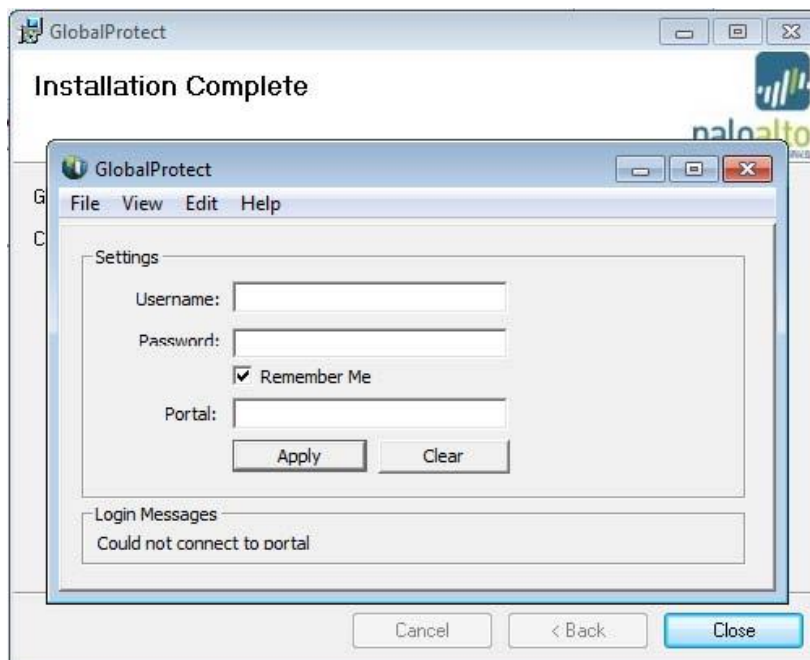 GlobalProtect
Installation Complete
paloalto
GlobalProtect
G
File View Edit Help
C
Settings
Username:
Password:
Remember Me
Portal:
Apply Clear
Login Messages
Could not connect to portal
Cancel < Back Close